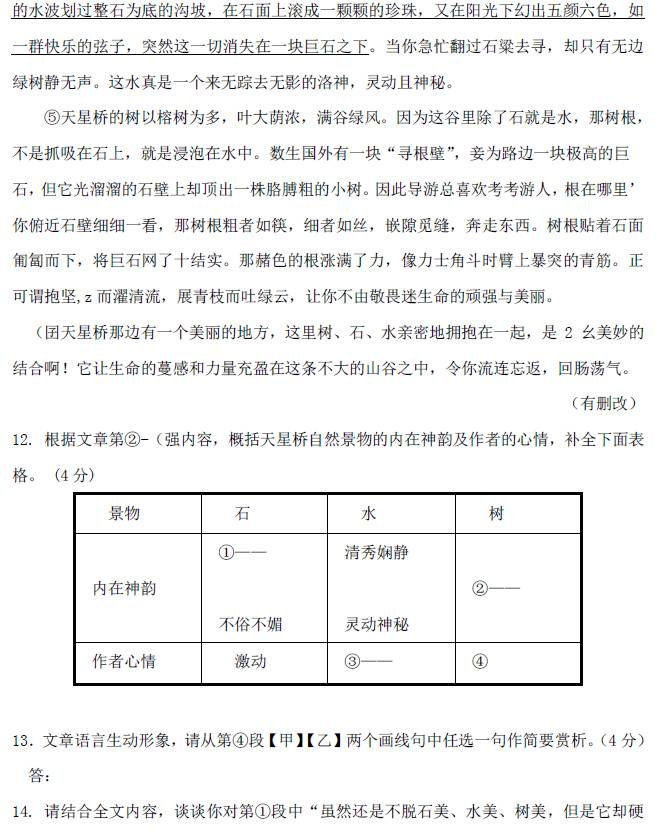 的水波划过整石为底的沟坡，在石面上滚成一颗颗的珍珠，又在阳光下幻出五颜六色，如
一群快乐的弦子，突然这一切消失在一块巨石之下。当你急忙翻过石梁去寻，却只有无边
绿树静无声。这水真是一个来无踪去无影的洛神，灵动且神秘。
⑤天星桥的树以榕树为多，叶大荫浓，满谷绿风。因为这谷里除了石就是水，那树根，
不是抓吸在石上，就是浸泡在水中。数生国外有一块“寻根壁”，妾为路边一块极高的巨
石，但它光溜溜的石壁上却顶出一株胳膊粗的小树。因此导游总喜欢考考游人，根在哪里’
你俯近石壁细细一看，那树根粗者如筷，细者如丝，嵌隙觅缝，奔走东西。树根贴着石面
匍匐而下，将巨石网了十结实。那赭色的根涨满了力，像力士角斗时臂上暴突的青筋。正
可谓抱坚,z而濯清流，展青枝而吐绿云，让你不由敬畏迷生命的顽强与美丽。
（团天星桥那边有一个美丽的地方，这里树、石、水亲密地拥抱在一起，是 2 幺美妙的
结合啊！它让生命的蔓感和力量充盈在这条不大的山谷之中，令你流连忘返，回肠荡气。
（有删改）
12. 根据文章第②-（强内容，概括天星桥自然景物的内在神韵及作者的心情，补全下面表
格。 (4 分)
景物 石 水 树
①—— 清秀娴静
内在神韵 ②——
不俗不媚 灵动神秘
作者心情 激动 ③—— ④
13. 文章语言生动形象，请从第④段【甲】【乙】两个画线句中任选一句作简要赏析。(4 分)
答：
14. 请结合全文内容，谈谈你对第①段中“虽然还是不脱石美、水美、树美，但是它却硬